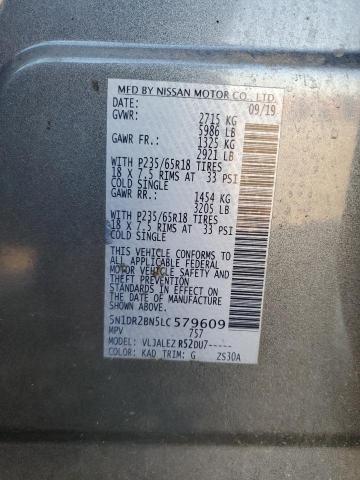 MFD BY NISSAN MOTOR CO., LTD.
DATE: 09/19
GVWR: 2715 KG
5986 LB
GAWR FR.: 1325 KG
2921 LB
WITH P235/65R18 TIRES
18 X 7.5 RIMS AT 33 PSI
COLD SINGLE
GAWR RR.: 1454 KG
3205 LB
WITH P235/65R18 TIRES
18 X 7.5 RIMS AT 33 PSI
COLD SINGLE
THIS VEHICLE CONFORMS TO
ALL APPLICABLE FEDERAL
MOTOR VEHICLE SAFETY AND
THEFT PREVENTION
STANDARDS IN EFFECT ON
THE DATE OF MANUFACTURE
SHOWN ABOVE.
5N1DR2BN5LC579609
MPV 757
MODEL: VLJALEZ R52DU7-----
COLOR: KAD TRIM: G ZS30A